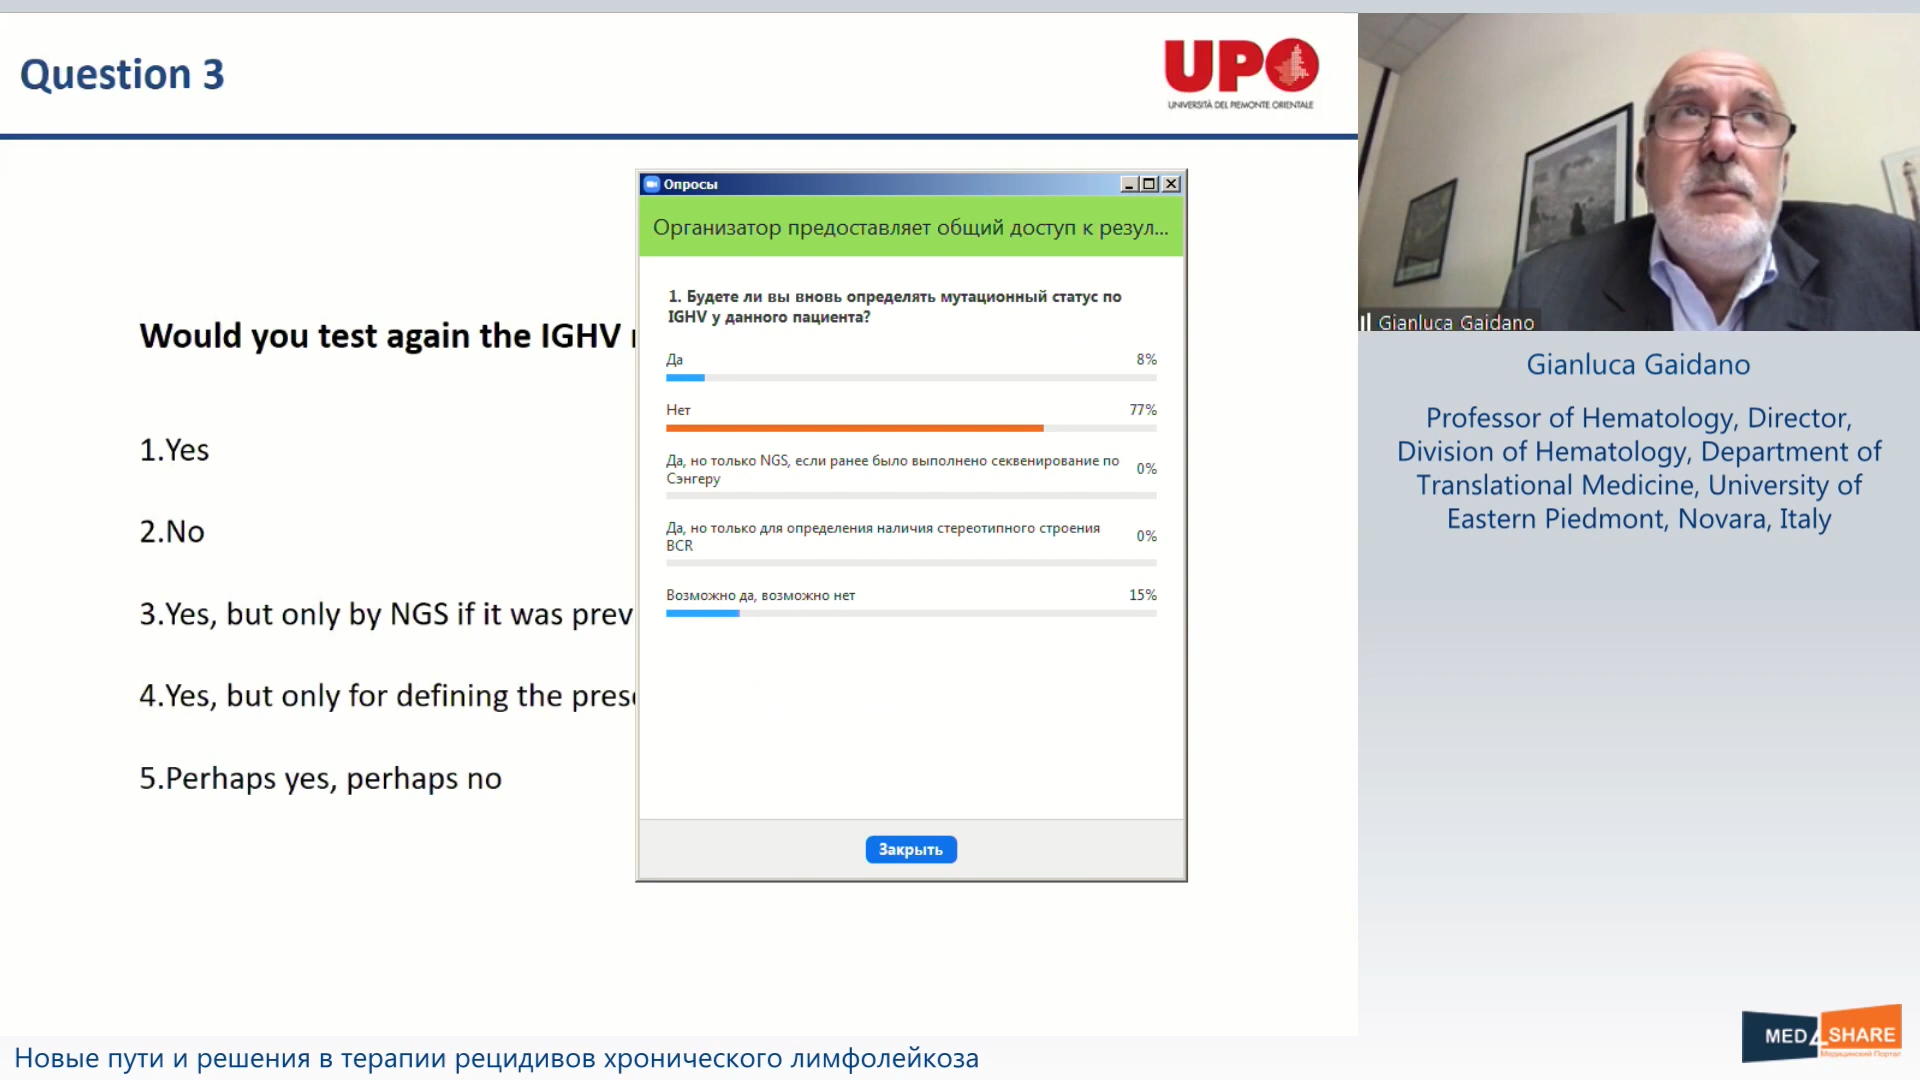 Question 3
UPO
UNIVERSITÀ DEL PIEMONTE ORIENTALE
Would you test again the IGHV
1.Yes
2.No
3.Yes, but only by NGS if it was prev
4.Yes, but only for defining the pres
5.Perhaps yes, perhaps no
Опросы
Организатор предоставляет общий доступ к резул...
1. Будете ли вы вновь определять мутационный статус по
IGHV у данного пациента?
Да 8%
Нет 77%
Да, но только NGS, если ранее было выполнено секвенирование по
Сэнгеру 0%
Да, но только для определения наличия стереотипного строения
BCR 0%
Возможно да, возможно нет 15%
Закрыть
Gianluca Gaidano
Gianluca Gaidano
Professor of Hematology, Director,
Division of Hematology, Department of
Translational Medicine, University of
Eastern Piedmont, Novara, Italy
MED4SHARE
Медицинский Портал
Новые пути и решения в терапии рецидивов хронического лимфолейкоза